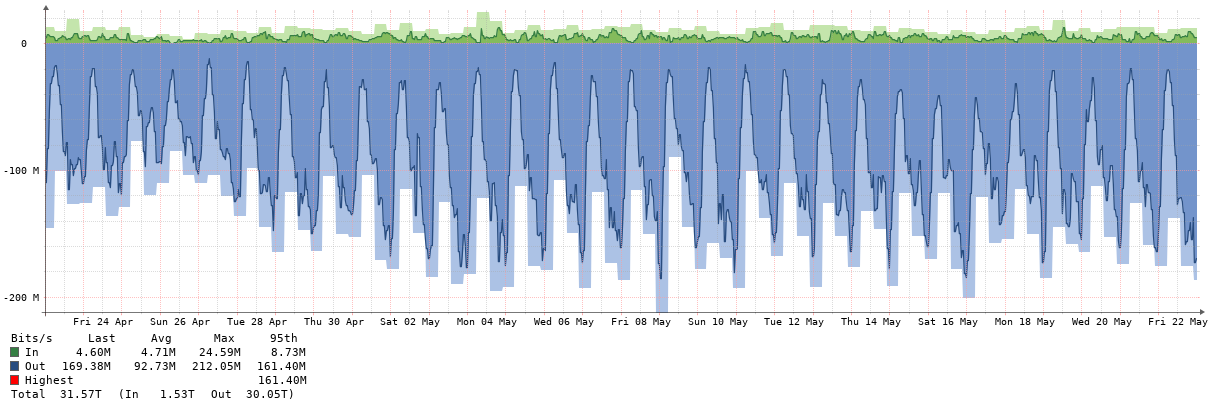 0
-100 M
-200 M
Fri 24 Apr Sun 26 Apr Tue 28 Apr Thu 30 Apr Sat 02 May Mon 04 May Wed 06 May Fri 08 May Sun 10 May Tue 12 May Thu 14 May Sat 16 May Mon 18 May Wed 20 May Fri 22 May
Bits/s Last Avg Max 95th
In 4.60M 4.71M 24.59M 8.73M
Out 169.38M 92.73M 212.05M 161.40M
Highest 161.40M
Total 31.57T (In 1.53T Out 30.05T)